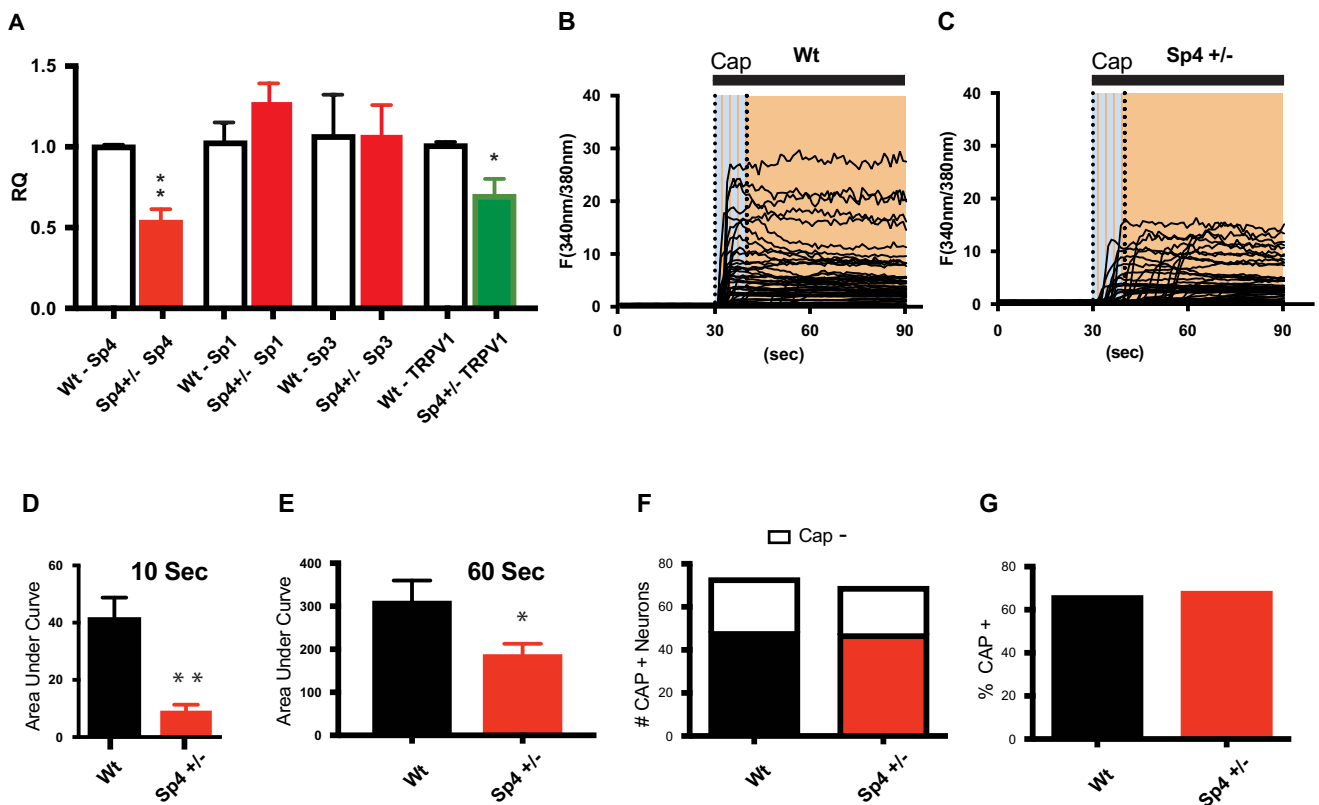 A
1.5
1.0
0.5
0.0
RQ
*
*
*
Wt - Sp4
Sp4+/- Sp4
Wt - Sp1
Sp4+/- Sp1
Wt - Sp3
Sp4+/- Sp3
Wt - TRPV1
Sp4+/- TRPV1
B
Cap
Wt
40
30
20
10
0
F(340nm/380nm)
0
30
60
90
(sec)
C
Cap
Sp4 +/-
40
30
20
10
0
F(340nm/380nm)
0
30
60
90
(sec)
D
10 Sec
60
40
20
0
Area Under Curve
* *
Wt
Sp4 +/-
E
60 Sec
400
300
200
100
0
Area Under Curve
*
Wt
Sp4 +/-
F
Cap -
80
60
40
20
0
# CAP + Neurons
Wt
Sp4 +/-
G
80
60
40
20
0
% CAP +
Wt
Sp4 +/-